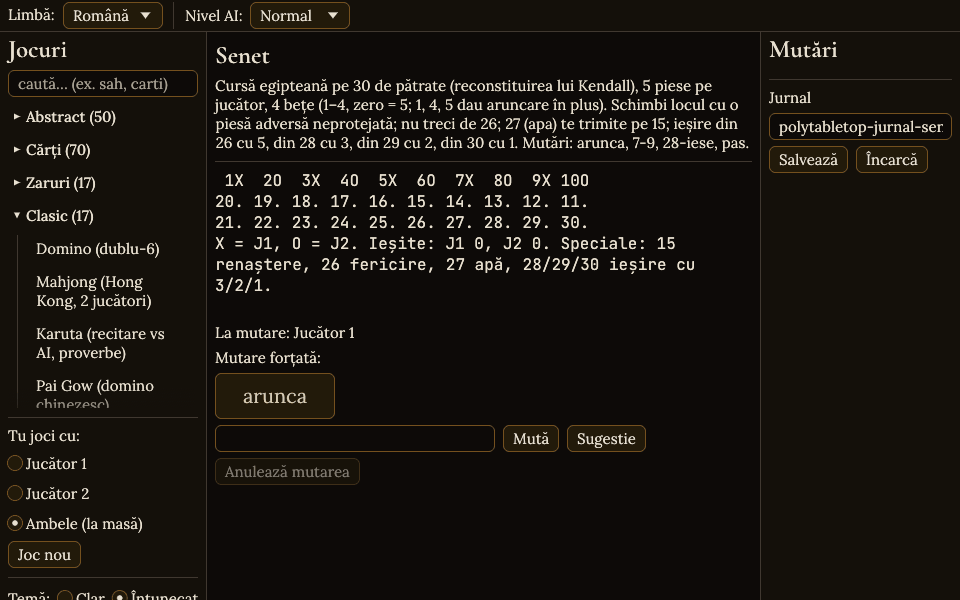 Limbă: Română ▼ Nivel AI: Normal ▼
Jocuri
caută... (ex. sah, carti)
▸ Abstract (50)
▸ Cărți (70)
▸ Zaruri (17)
▾ Clasic (17)
Domino (dublu-6)
Mahjong (Hong
Kong, 2 jucători)
Karuta (recitare vs
AI, proverbe)
Pai Gow (domino
chinezesc)
Tu joci cu:
Jucător 1
Jucător 2
Ambele (la masă)
Joc nou
Temă: Clar Întunecat
Senet
Cursă egipteană pe 30 de pătrate (reconstituirea lui Kendall), 5 piese pe
jucător, 4 bețe (1–4, zero = 5; 1, 4, 5 dau aruncare în plus). Schimbi locul cu o
piesă adversă neprotejată; nu treci de 26; 27 (apa) te trimite pe 15; ieșire din
26 cu 5, din 28 cu 3, din 29 cu 2, din 30 cu 1. Mutări: arunca, 7-9, 28-iese, pas.
1X 2O 3X 4O 5X 6O 7X 8O 9X 10O
20. 19. 18. 17. 16. 15. 14. 13. 12. 11.
21. 22. 23. 24. 25. 26. 27. 28. 29. 30.
X = J1, O = J2. Ieșite: J1 0, J2 0. Speciale: 15
renaștere, 26 fericire, 27 apă, 28/29/30 ieșire cu
3/2/1.
La mutare: Jucător 1
Mutare forțată:
arunca
Mută Sugestie
Anulează mutarea
Mutări
Jurnal
polytabletop-jurnal-ser
Salvează Încarcă